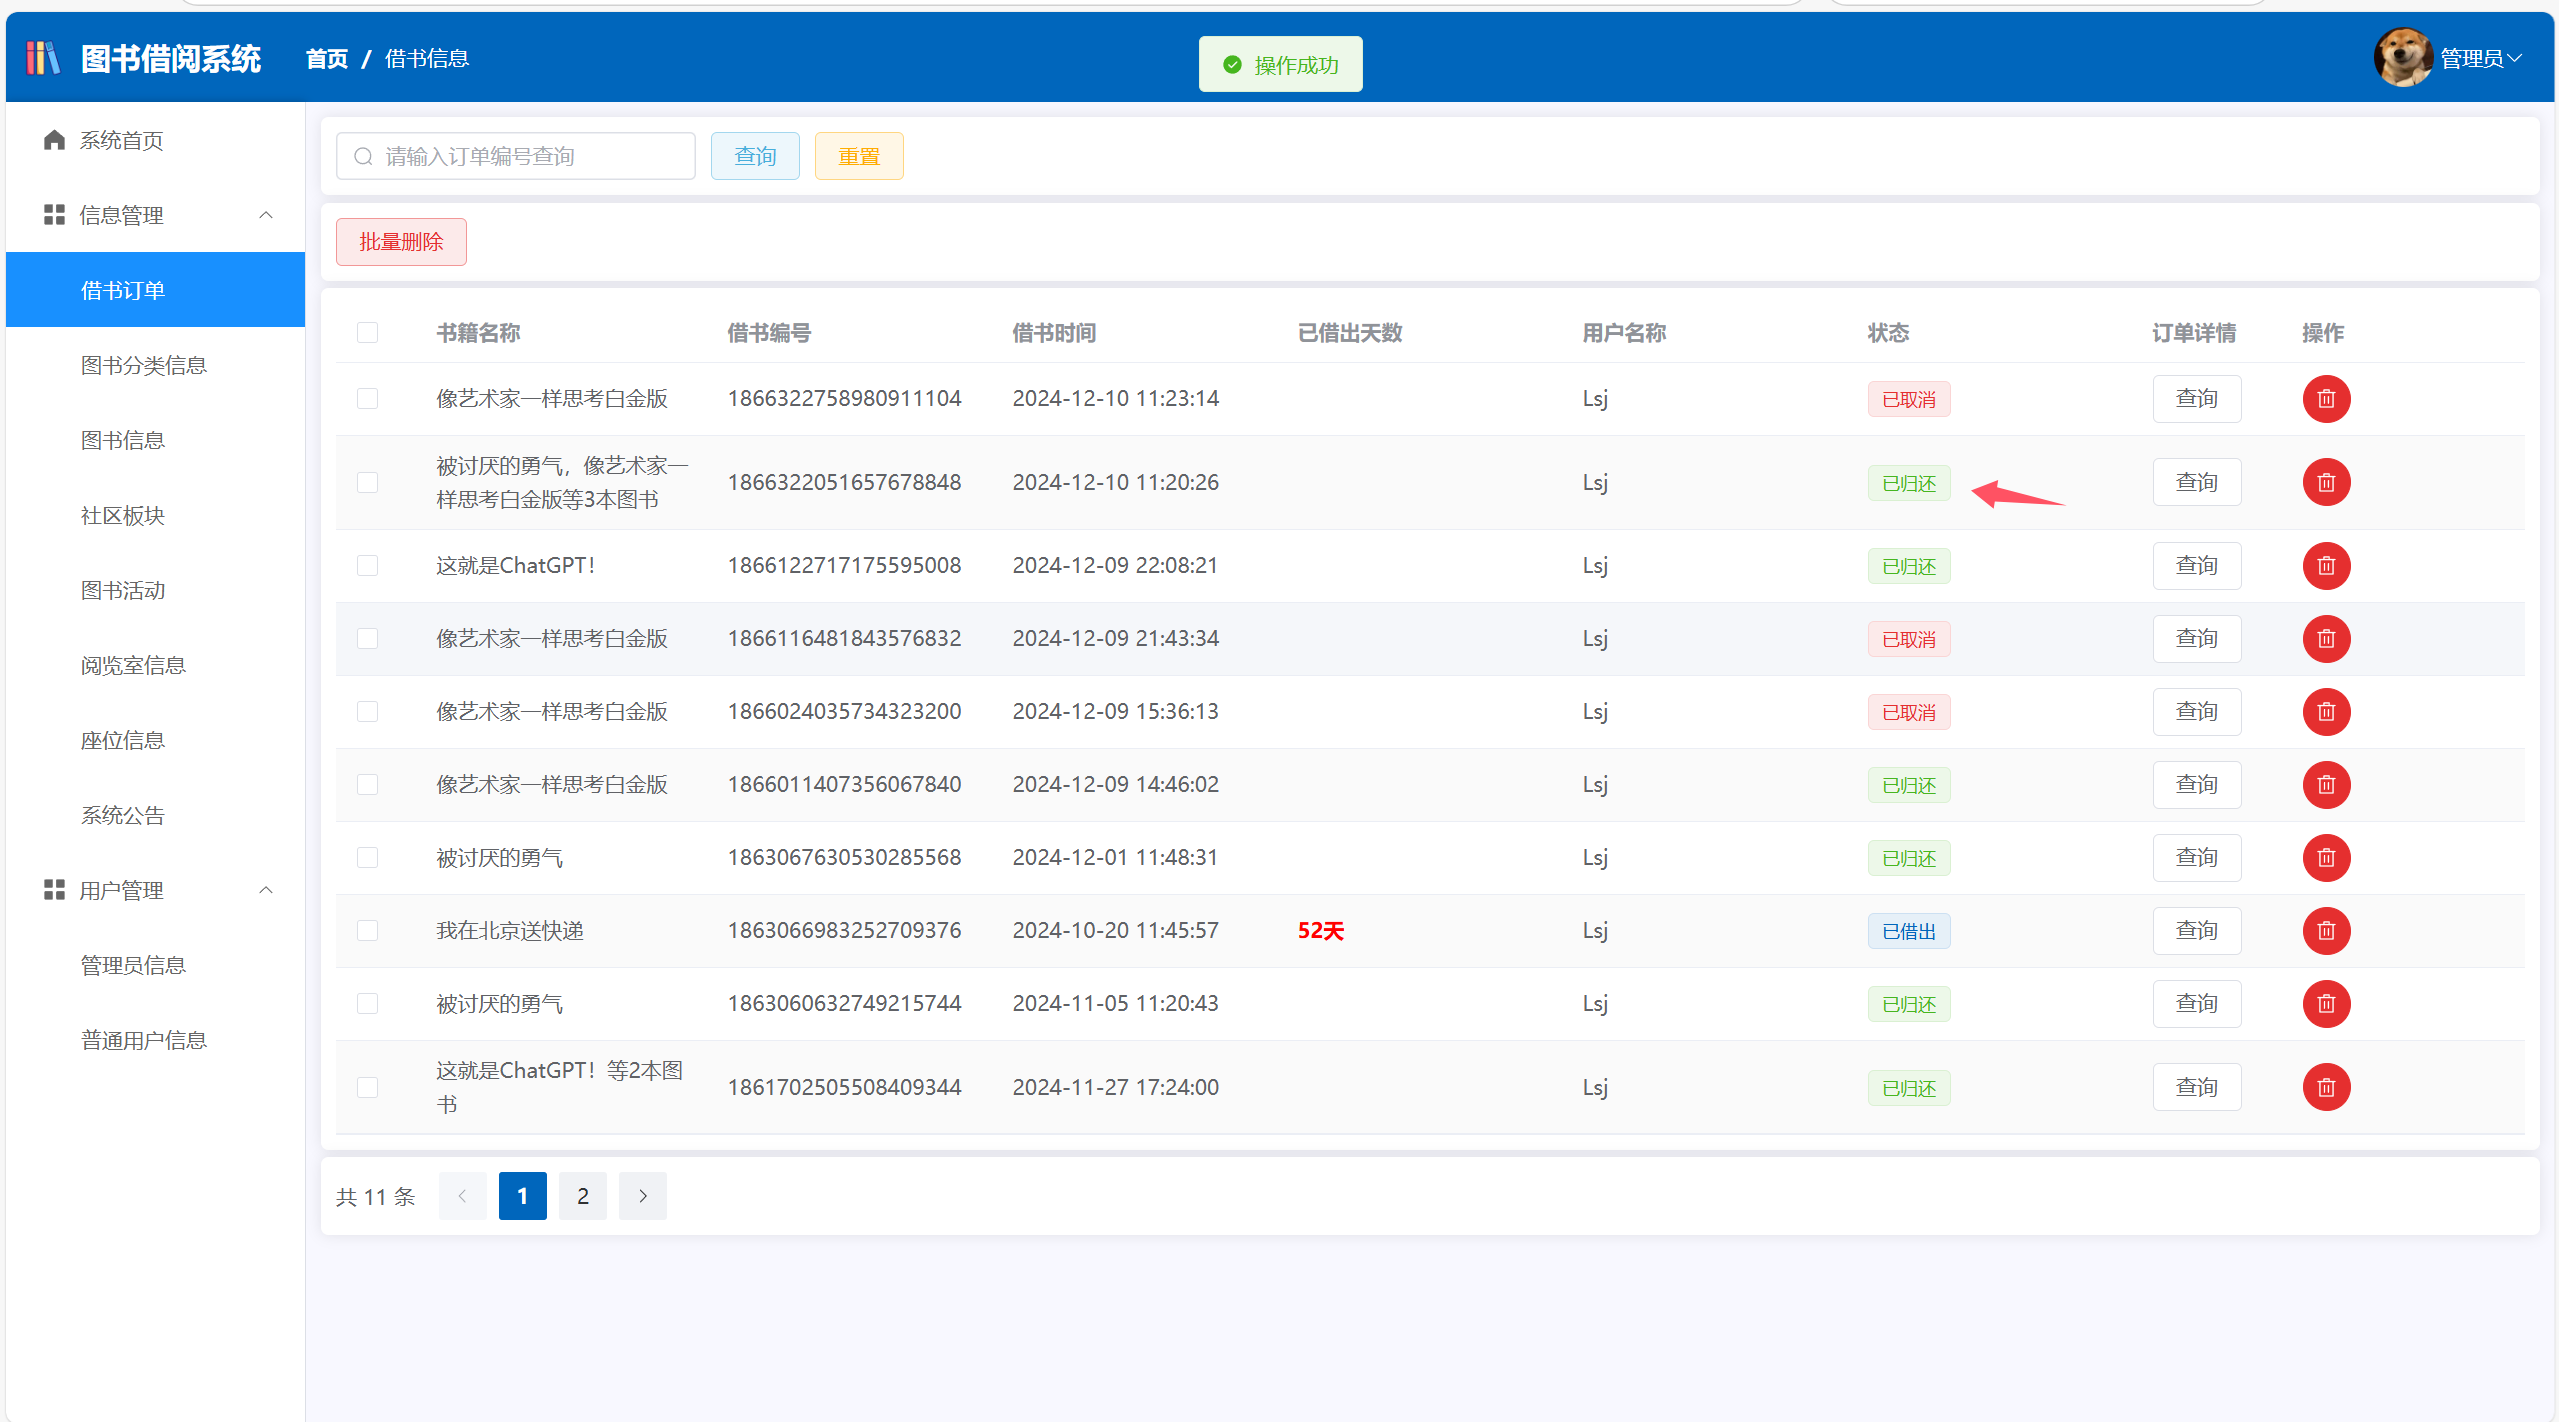 图书借阅系统
首页 / 借书信息
操作成功
管理员
系统首页
信息管理
借书订单
图书分类信息
图书信息
社区板块
图书活动
阅览室信息
座位信息
系统公告
用户管理
管理员信息
普通用户信息
请输入订单编号查询 查询 重置
批量删除
书籍名称 借书编号 借书时间 已借出天数 用户名称 状态 订单详情 操作
像艺术家一样思考白金版 1866322758980911104 2024-12-10 11:23:14 Lsj 已取消 查询
被讨厌的勇气，像艺术家一
样思考白金版等3本图书 1866322051657678848 2024-12-10 11:20:26 Lsj 已归还 查询
这就是ChatGPT！ 1866122717175595008 2024-12-09 22:08:21 Lsj 已归还 查询
像艺术家一样思考白金版 1866116481843576832 2024-12-09 21:43:34 Lsj 已取消 查询
像艺术家一样思考白金版 1866024035734323200 2024-12-09 15:36:13 Lsj 已取消 查询
像艺术家一样思考白金版 1866011407356067840 2024-12-09 14:46:02 Lsj 已归还 查询
被讨厌的勇气 1863067630530285568 2024-12-01 11:48:31 Lsj 已归还 查询
我在北京送快递 1863066983252709376 2024-10-20 11:45:57 52天 Lsj 已借出 查询
被讨厌的勇气 1863060632749215744 2024-11-05 11:20:43 Lsj 已归还 查询
这就是ChatGPT！等2本图
书 1861702505508409344 2024-11-27 17:24:00 Lsj 已归还 查询
共 11 条 1 2